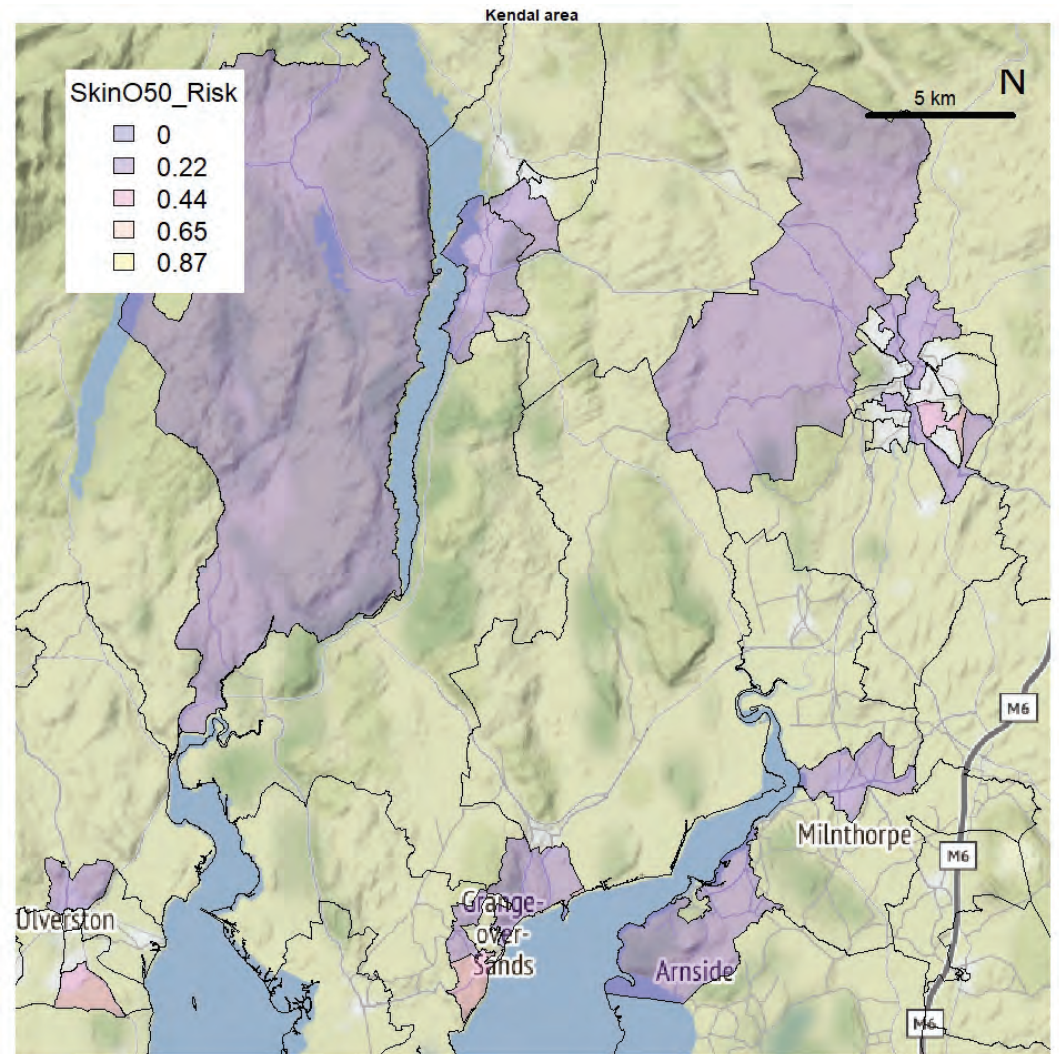 Kendal area
SkinO50_Risk
0
0.22
0.44
0.65
0.87
N
5 km
M6
Milnthorpe
M6
Ulverston
Grange-
over-
Sands
Arnside
M6